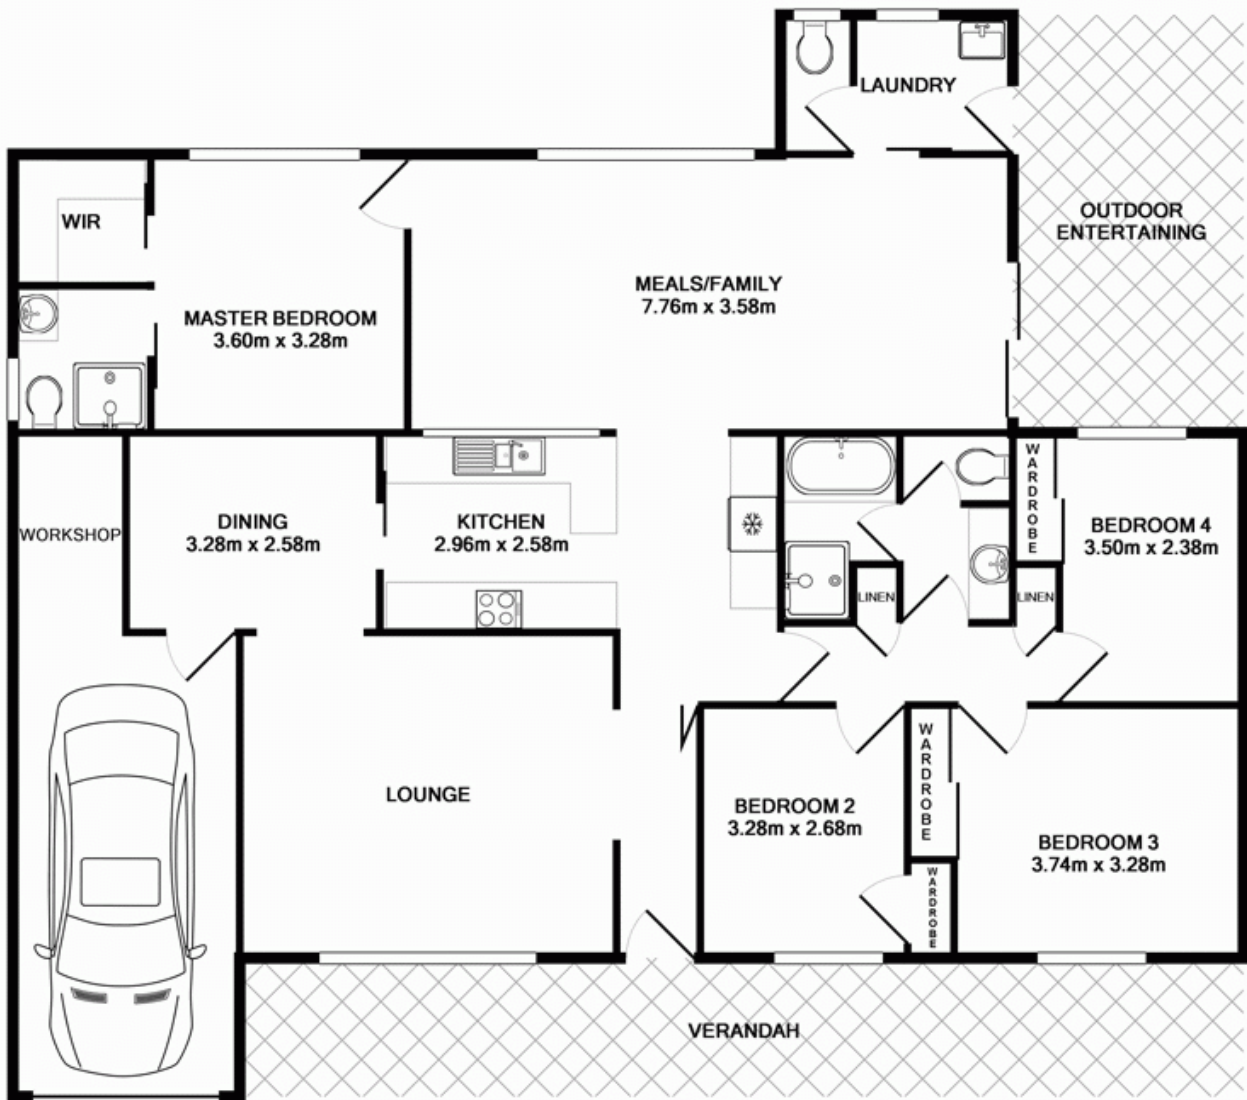 LAUNDRY
OUTDOOR
ENTERTAINING
WIR
MEALS/FAMILY
7.76m x 3.58m
MASTER BEDROOM
3.60m x 3.28m
WORKSHOP
DINING
3.28m x 2.58m
KITCHEN
2.96m x 2.58m
WARDROBE
BEDROOM 4
3.50m x 2.38m
LINEN
LINEN
LOUNGE
BEDROOM 2
3.28m x 2.68m
WARDROBE
BEDROOM 3
3.74m x 3.28m
WARDROBE
VERANDAH